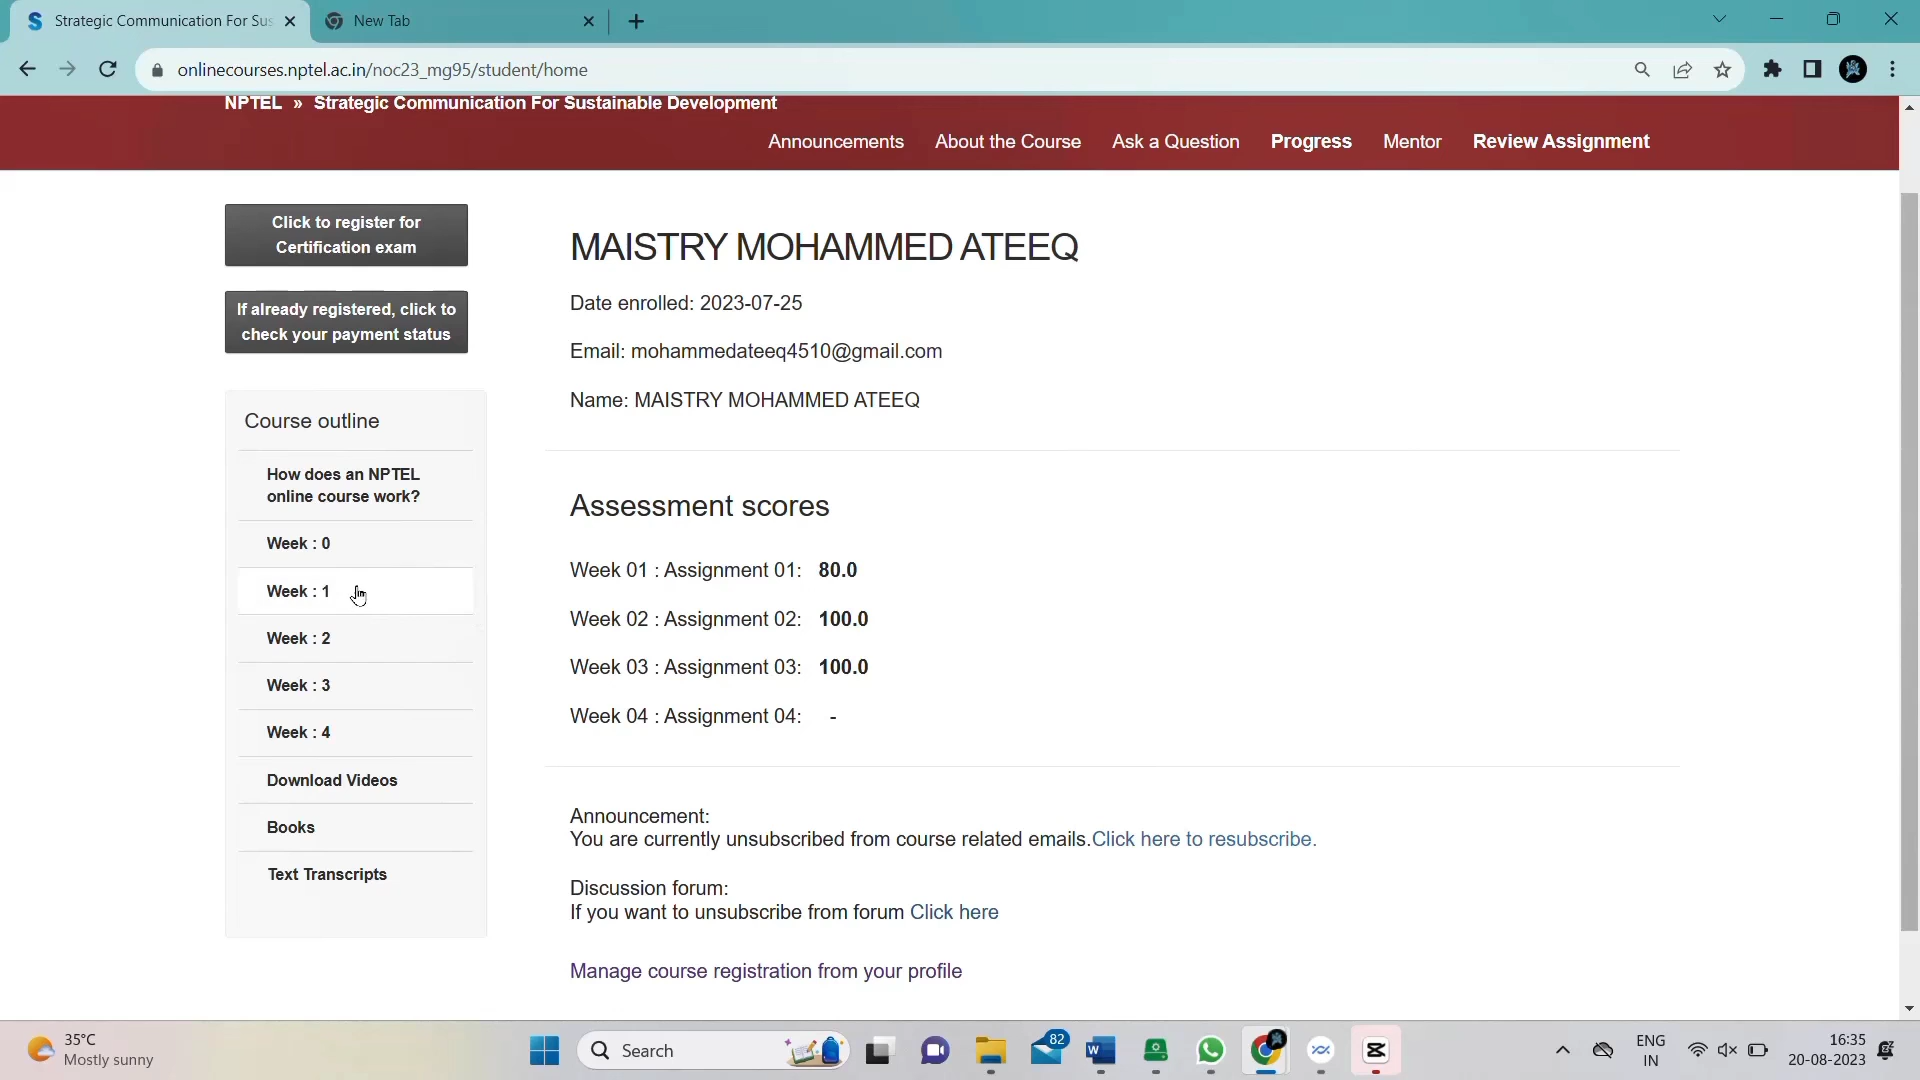 Strategic Communication For Sus
New Tab
onlinecourses.nptel.ac.in/noc23_mg95/student/home
NPTEL » Strategic Communication For Sustainable Development
Announcements About the Course Ask a Question Progress Mentor Review Assignment
Click to register for
Certification exam
If already registered, click to
check your payment status
Course outline
How does an NPTEL
online course work?
Week : 0
Week : 1
Week : 2
Week : 3
Week : 4
Download Videos
Books
Text Transcripts
MAISTRY MOHAMMED ATEEQ
Date enrolled: 2023-07-25
Email: mohammedateeq4510@gmail.com
Name: MAISTRY MOHAMMED ATEEQ
Assessment scores
Week 01 : Assignment 01: 80.0
Week 02 : Assignment 02: 100.0
Week 03 : Assignment 03: 100.0
Week 04 : Assignment 04: -
Announcement:
You are currently unsubscribed from course related emails.Click here to resubscribe.
Discussion forum:
If you want to unsubscribe from forum Click here
Manage course registration from your profile
35°C
Mostly sunny
Search
82
ENG
IN
16:35
20-08-2023